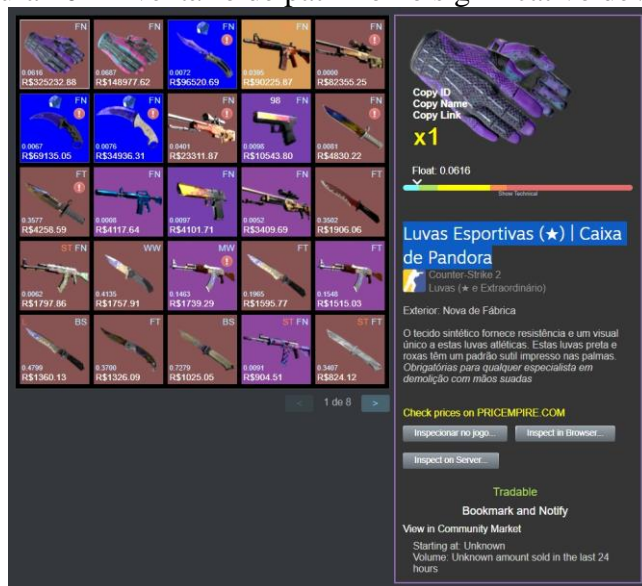 FN
0.0616
R$325232.88
FN
0.0687
R$148977.62
FN
0.0072
R$96520.69
FN
R$90225.87
FN
0.0000
R$82355.25
FN
0.0067
R$69135.05
FN
0.0076
R$34936.31
FN
0.0401
R$23311.87
98 FN
0.0098
R$10543.80
FN
0.0081
R$4830.22
FT
0.3577
R$4258.59
FN
0.0008
R$4117.64
FN
0.0097
R$4101.71
FN
0.0052
R$3409.69
FT
0.3502
R$1906.06
ST FN
0.0062
R$1797.86
WW
0.4135
R$1757.91
MW
0.1463
R$1739.29
FT
0.1965
R$1595.77
FT
0.1548
R$1515.03
BS
0.4799
R$1360.13
FT
0.3700
R$1326.09
BS
0.7279
R$1025.05
ST FN
0.0091
R$904.51
ST FT
0.3407
R$824.12
<
1 de 8
>
Copy ID
Copy Name
Copy Link
x1
Float: 0.0616
Show Technical
Luvas Esportivas (★) | Caixa
de Pandora
Counter-Strike 2
Luvas (★ e Extraordinário)
Exterior: Nova de Fábrica
O tecido sintético fornece resistência e um visual
único a estas luvas atléticas. Estas luvas preta e
roxas têm um padrão sutil impresso nas palmas.
Obrigatórias para qualquer especialista em
demolição com mãos suadas
Check prices on PRICEMPIRE.COM
Inspecionar no jogo...
Inspect in Browser...
Inspect on Server...
Tradable
Bookmark and Notify
View in Community Market
Starting at: Unknown
Volume: Unknown amount sold in the last 24
hours